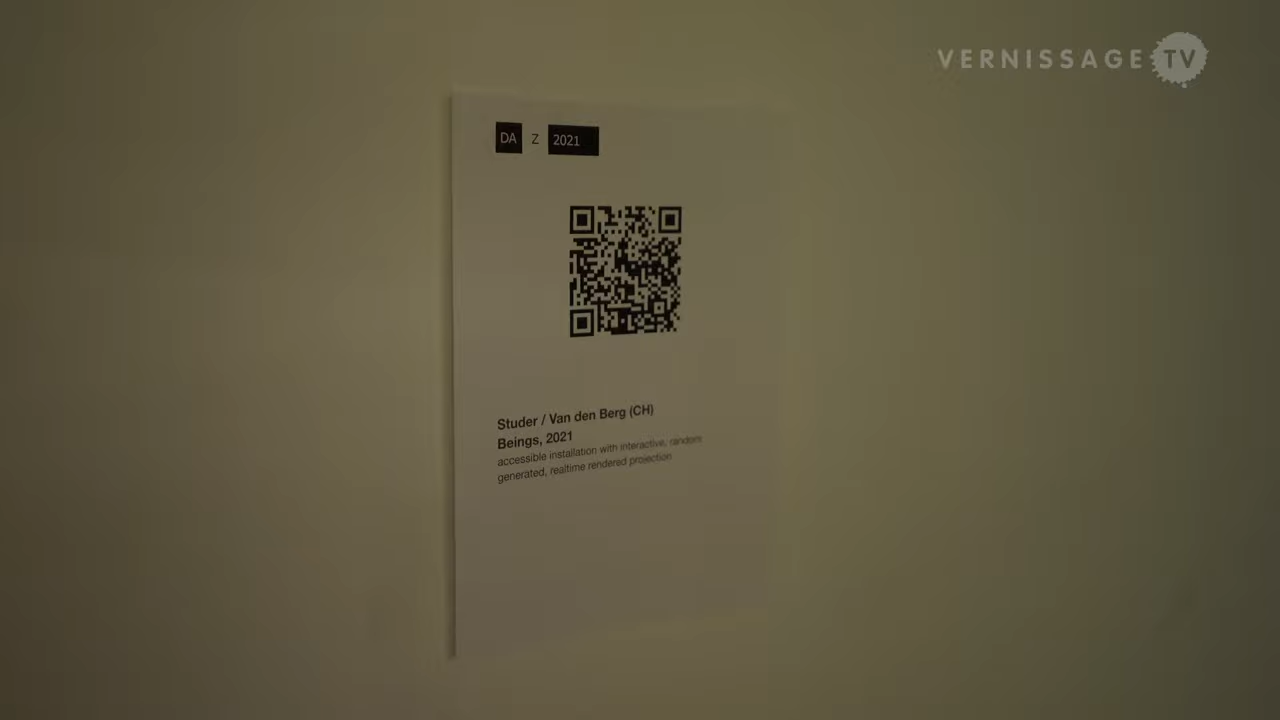 VERNISSAGE TV
DA Z 2021
Studer / Van den Berg (CH)
Beings, 2021
accessible installation with interactive, random
generated, realtime rendered projection